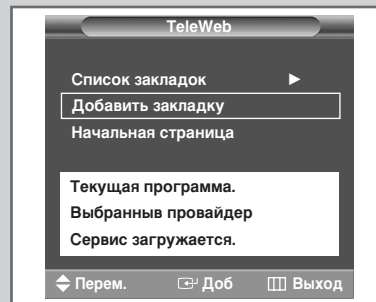 TeleWeb
Список закладок
Добавить закладку
Начальная страница
Текущая программа.
Выбранныв провайдер
Сервис загружается.
Перем. Доб Выход